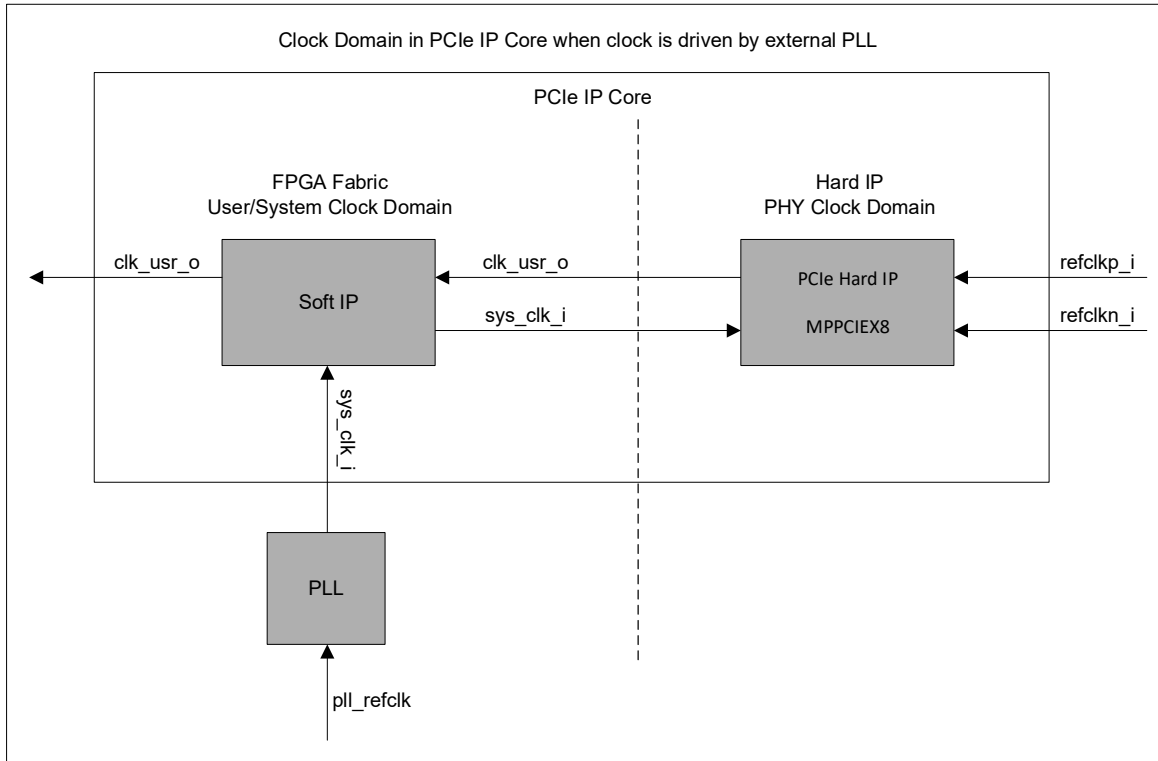 Clock Domain in PCIe IP Core when clock is driven by external PLL
PCIe IP Core
FPGA Fabric
User/System Clock Domain
Hard IP
PHY Clock Domain
clk_usr_o
Soft IP
clk_usr_o
sys_clk_i
PCIe Hard IP
MPPCIEX8
refclkp_i
refclkn_i
sys_clk_i
PLL
pll_refclk